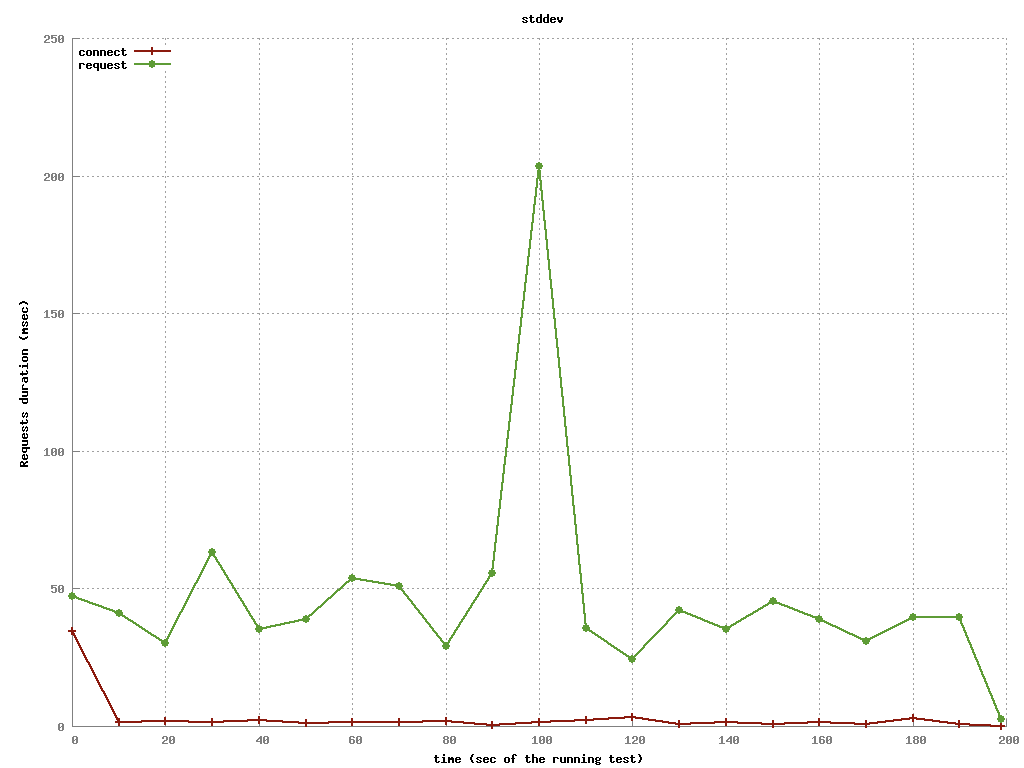 stddev
250
connect
request
200
150
Requests duration (msec)
100
50
0
0 20 40 60 80 100 120 140 160 180 200
time (sec of the running test)